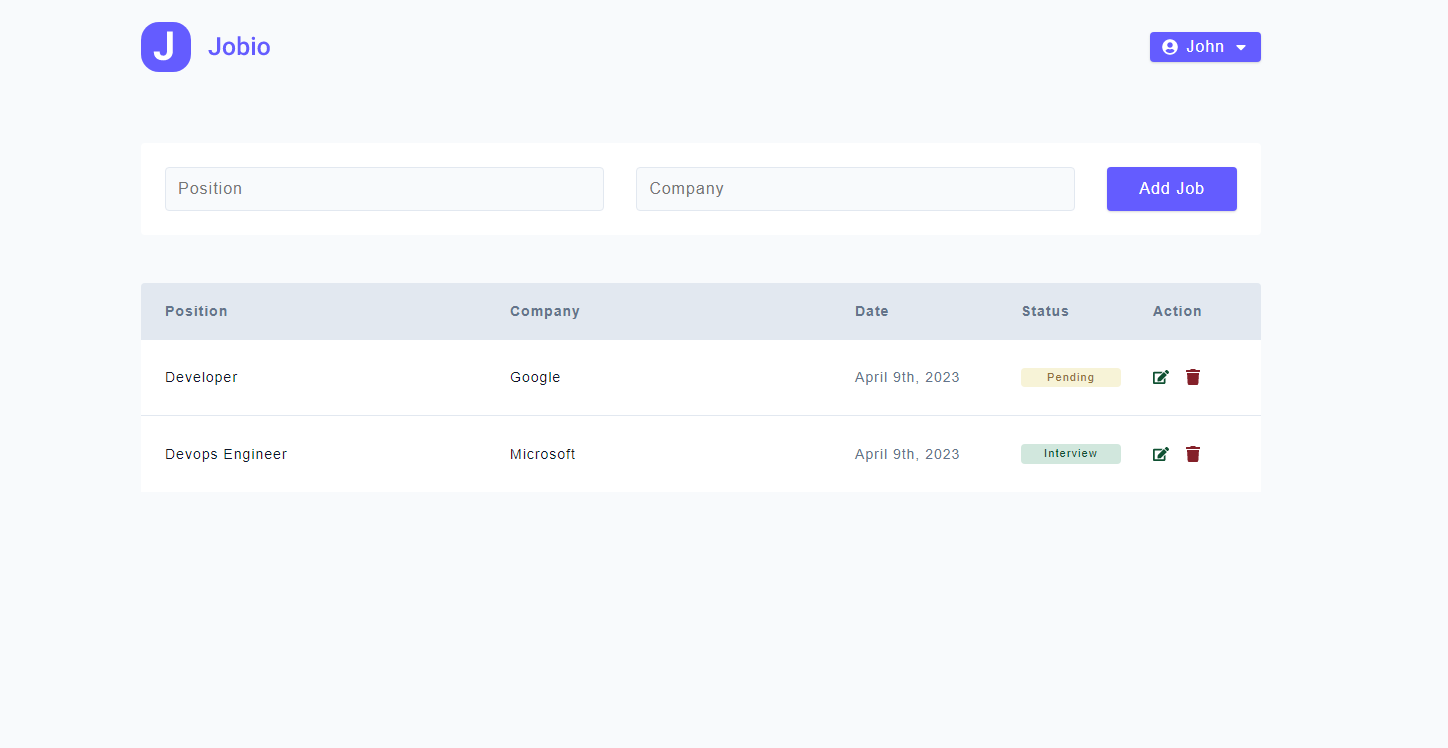 J Jobio
John
Position Company Add Job
Position Company Date Status Action
Developer Google April 9th, 2023 Pending
Devops Engineer Microsoft April 9th, 2023 Interview